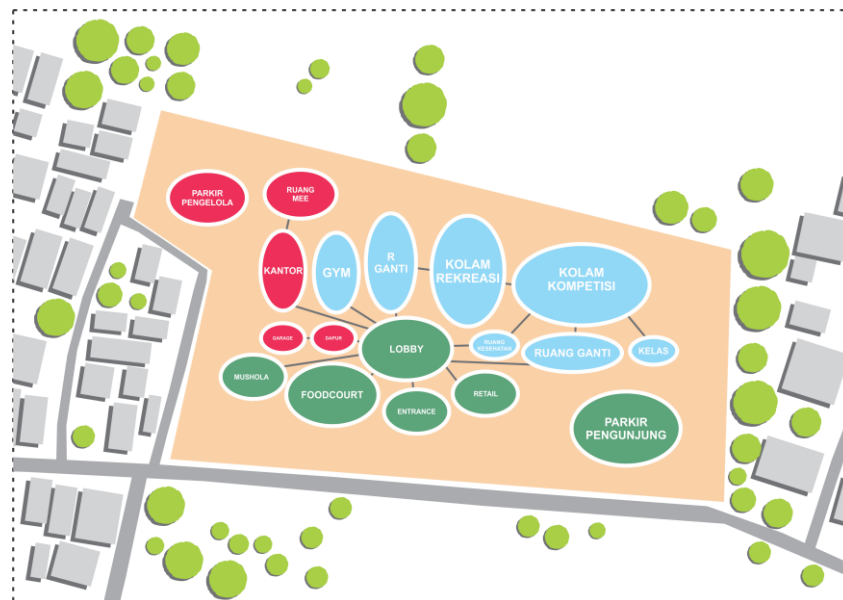 PARKIR
PENGELOLA
RUANG
MEE
KANTOR
GYM
R
GANTI
KOLAM
REKREASI
KOLAM
KOMPETISI
GARAGE
DAPUR
LOBBY
RUANG
KESEHATAN
RUANG GANTI
KELAS
MUSHOLA
FOODCOURT
ENTRANCE
RETAIL
PARKIR
PENGUNJUNG